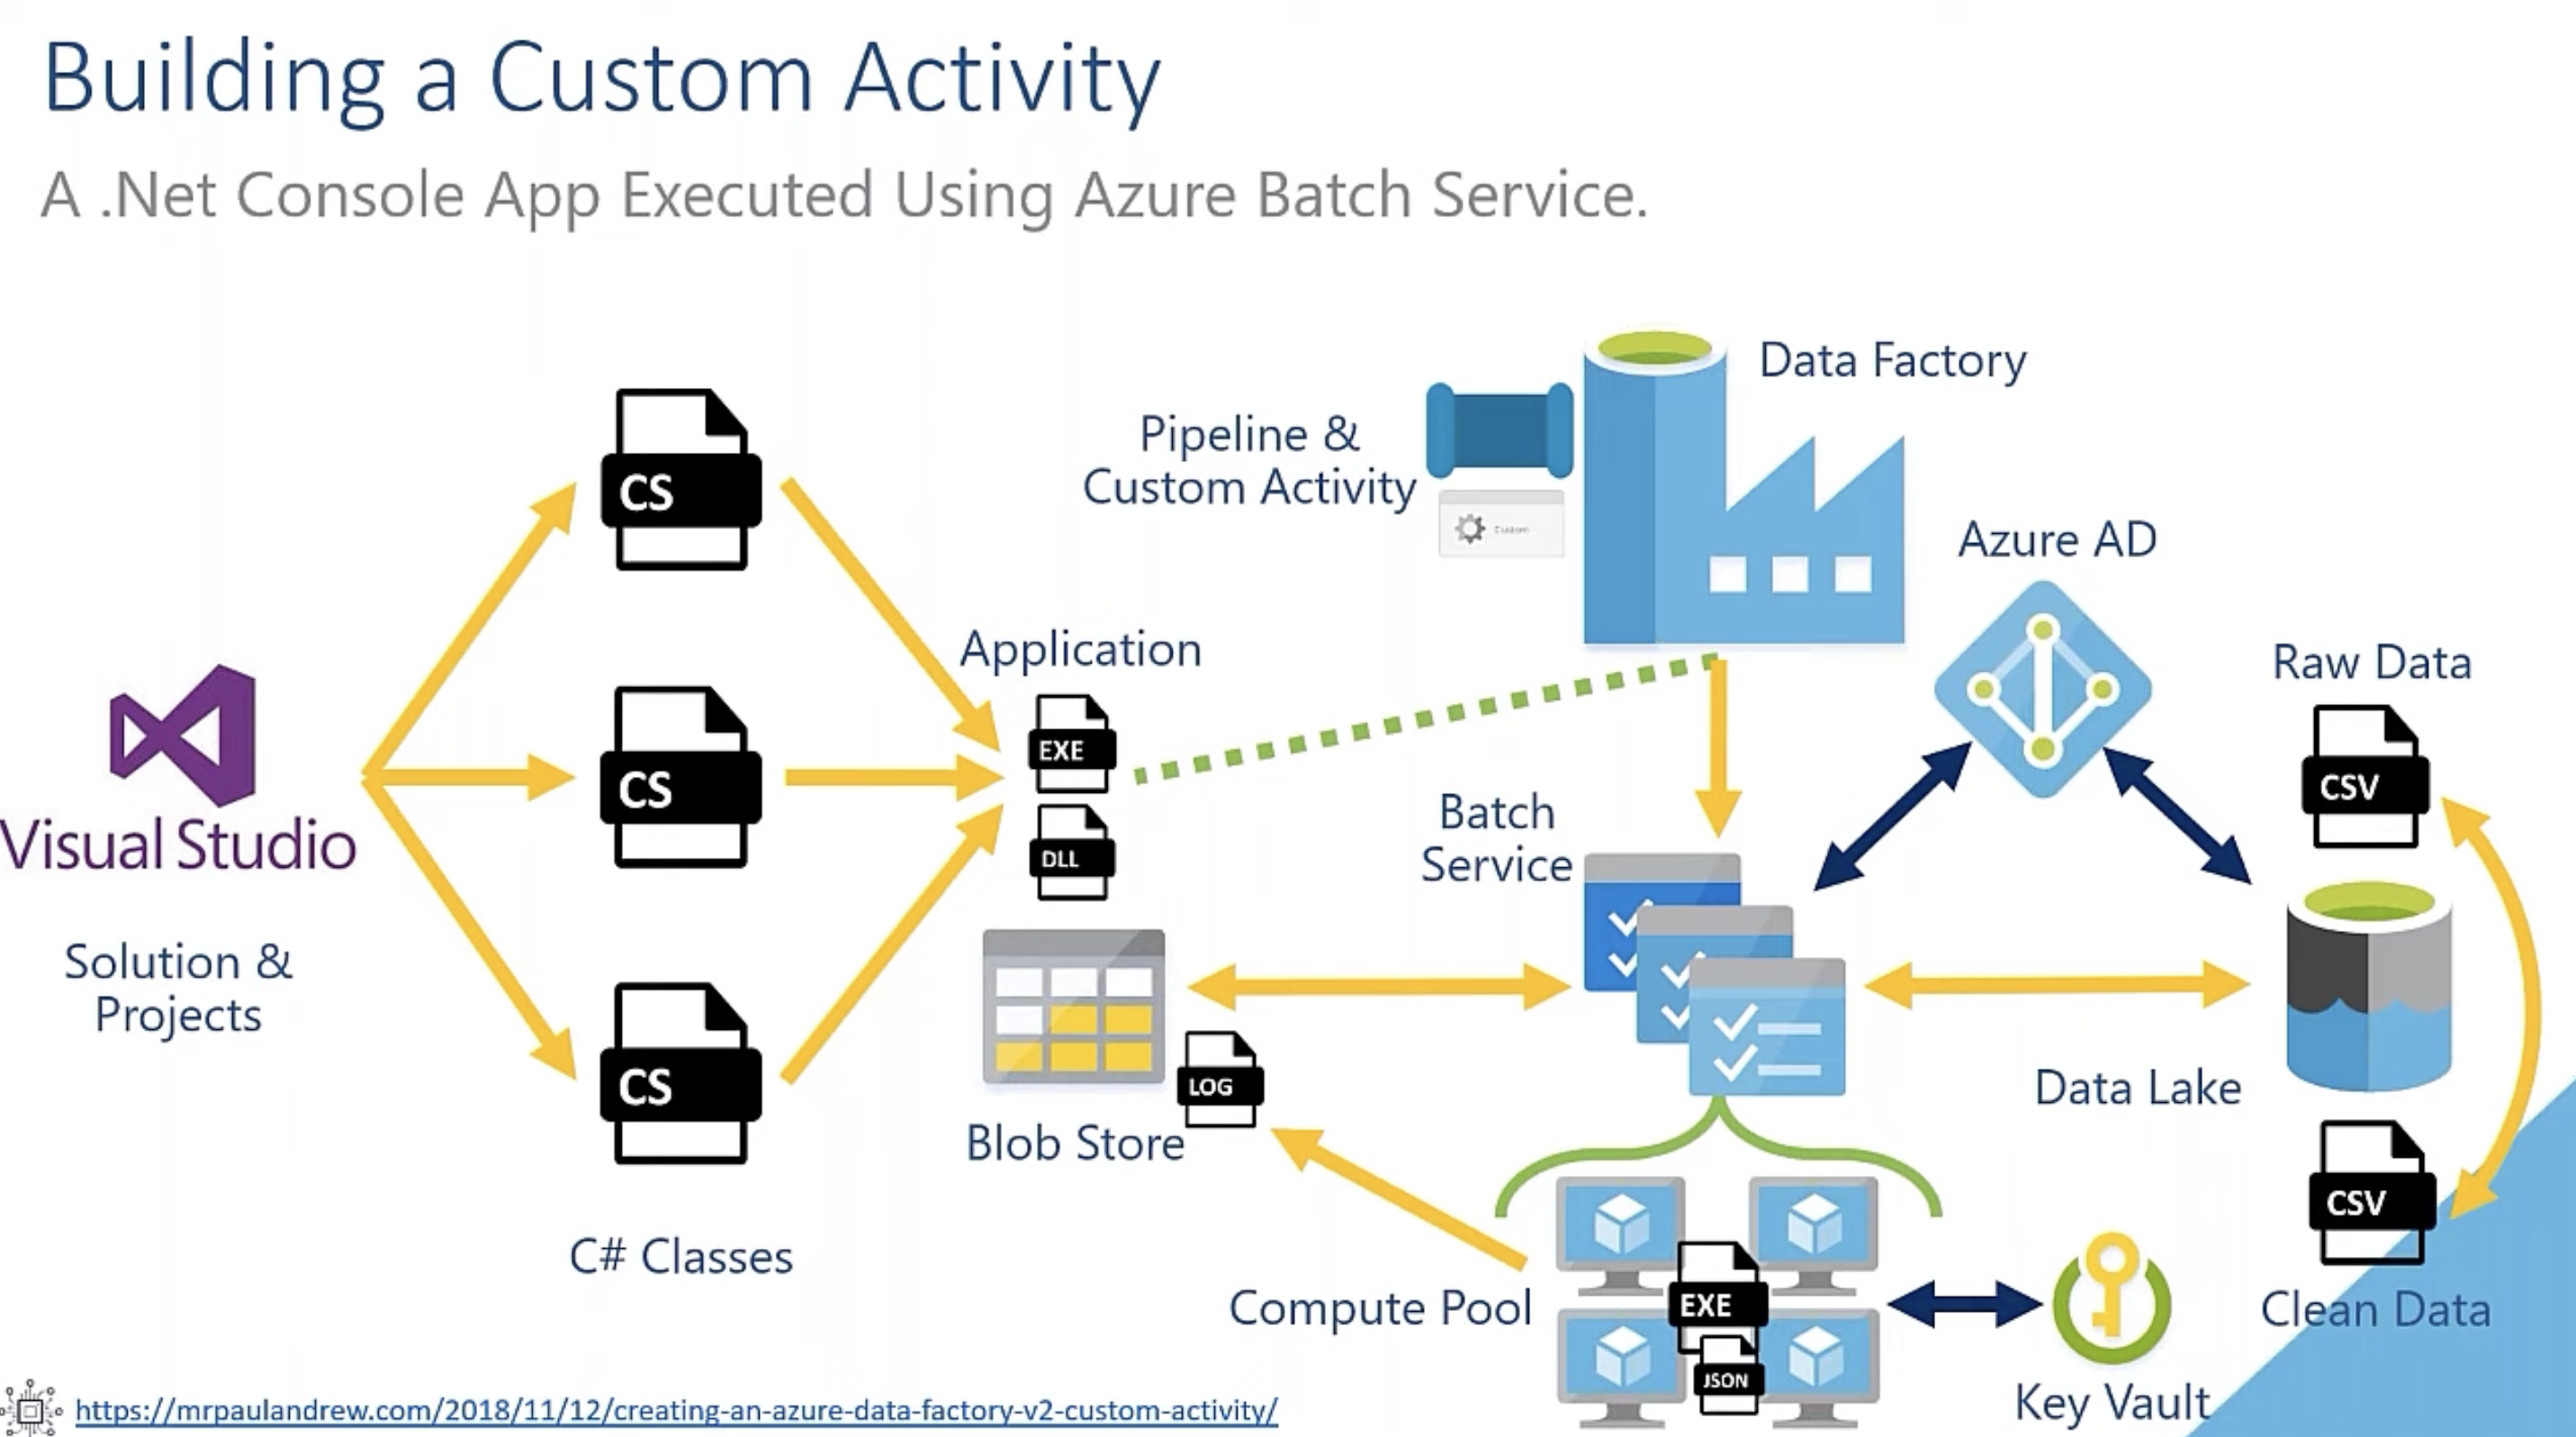 Building a Custom Activity
A .Net Console App Executed Using Azure Batch Service.
Visual Studio
Solution &
Projects
CS
CS
CS
C# Classes
Application
EXE
DLL
Blob Store
LOG
Pipeline &
Custom Activity
Custom
Data Factory
Azure AD
Batch
Service
Raw Data
CSV
Data Lake
CSV
Clean Data
Compute Pool
EXE
JSON
Key Vault
https://mrpaulandrew.com/2018/11/12/creating-an-azure-data-factory-v2-custom-activity/